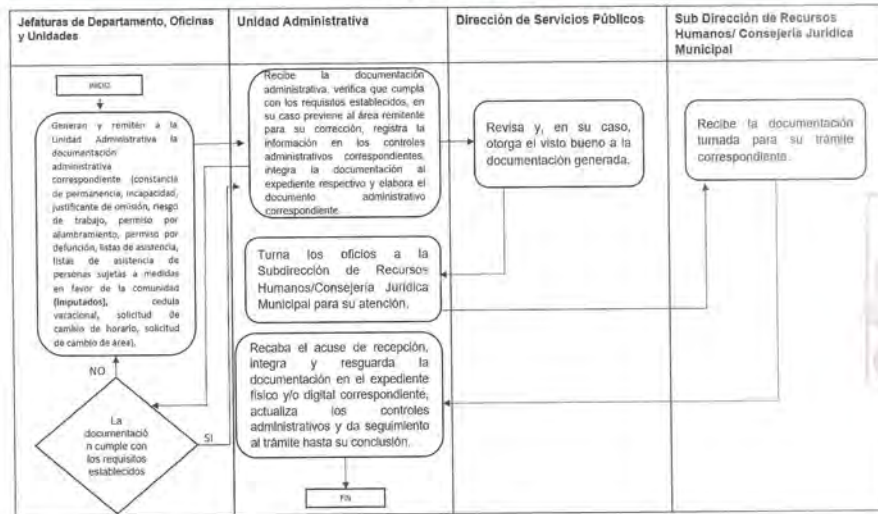 Jefaturas de Departamento, Oficinas
y Unidades
Unidad Administrativa
Dirección de Servicios Públicos
Sub Dirección de Recursos
Humanos/ Consejería Jurídica
Municipal
INICIO
Generan y remiten a la
Unidad Administrativa la
documentación
administrativa
correspondiente (constancia
de permanencia, incapacidad,
justificante de omisión, riesgo
de trabajo, permiso por
alumbramiento, permiso por
defunción, listas de asistencia,
listas de asistencia de
personas sujetas a medidas
en favor de la comunidad
(imputados), cedula
vacacional, solicitud de
cambio de horario, solicitud
de cambio de área).
NO
La
documentació
n cumple con
los requisitos
establecidos
SI
Recibe la documentación
administrativa, verifica que cumpla
con los requisitos establecidos, en
su caso previene al área remitente
para su corrección, registra la
información en los controles
administrativos correspondientes,
integra la documentación al
expediente respectivo y elabora el
documento administrativo
correspondiente.
Revisa y, en su caso,
otorga el visto bueno a la
documentación generada.
Recibe la documentación
turnada para su trámite
correspondiente.
Turna los oficios a la
Subdirección de Recursos
Humanos/Consejería Jurídica
Municipal para su atención.
Recaba el acuse de recepción,
integra y resguarda la
documentación en el expediente
físico y/o digital correspondiente,
actualiza los controles
administrativos y da seguimiento
al trámite hasta su conclusión.
FIN